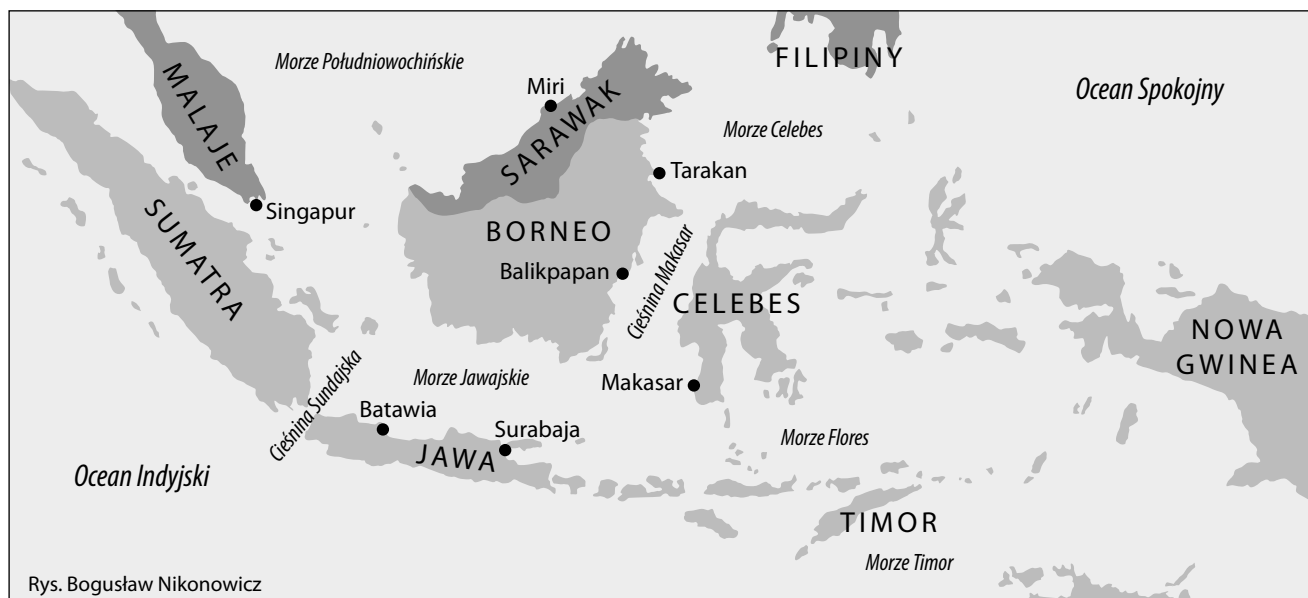 FILIPINY
Morze Południowochińskie
MALAJE
Miri
Ocean Spokojny
SARAWAK
Morze Celebes
Tarakan
Singapur
SUMATRA
BORNEO
Balikpapan
Cieśnina Makasar
CELEBES
NOWA
GWINEA
Cieśnina Sundajska
Morze Jawajskie
Makasar
Batawia
Surabaja
Morze Flores
JAWA
Ocean Indyjski
TIMOR
Morze Timor
Rys. Bogusław Nikonowicz